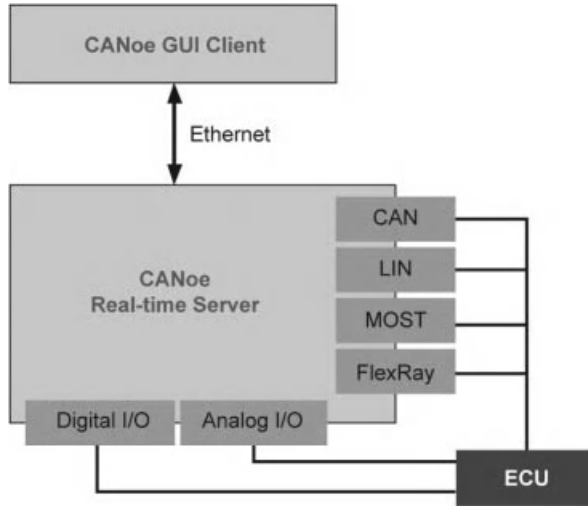 CANoe GUI Client
Ethernet
CAN
LIN
CANoe
Real-time Server
MOST
FlexRay
Digital I/O
Analog I/O
ECU